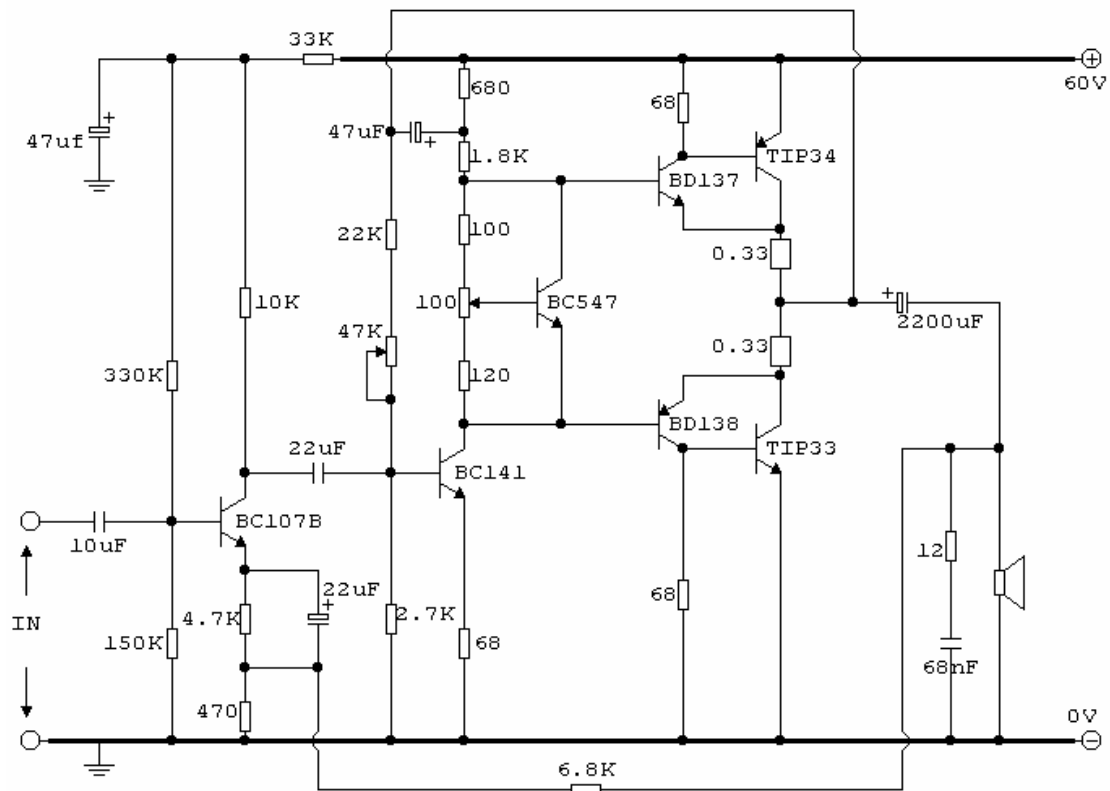 33K
+
60V
680
68
47uf
+
47uF
+
1.8K
TIP34
BD137
22K
100
0.33
10K
100
BC547
+
2200uF
47K
0.33
330K
120
BD138
TIP33
22uF
BC141
BC107B
10uF
12
22uF
+
4.7K
2.7K
68
IN
150K
68
68nF
470
0V
6.8K